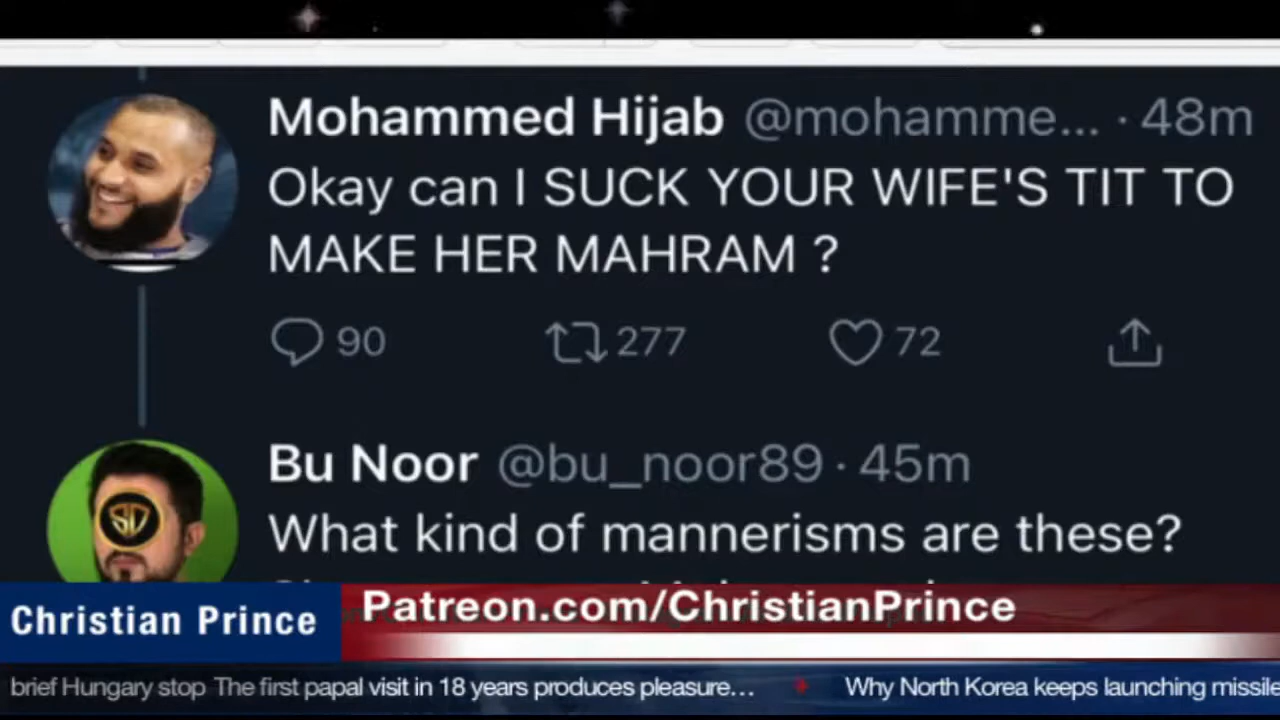 Mohammed Hijab @mohamme... · 48m
Okay can I SUCK YOUR WIFE'S TIT TO
MAKE HER MAHRAM ?
90 277 72
Bu Noor @bu_noor89 · 45m
What kind of mannerisms are these?
Christian Prince
Patreon.com/ChristianPrince
brief Hungary stop The first papal visit in 18 years produces pleasure... Why North Korea keeps launching missile